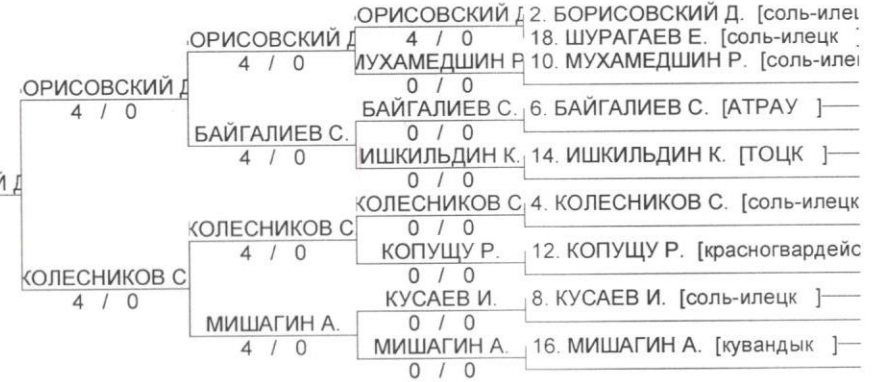 ОРИСОВСКИЙ Д 2. БОРИСОВСКИЙ Д. [соль-илец
ОРИСОВСКИЙ Д 4 / 0 18. ШУРАГАЕВ Е. [соль-илецк ]
4 / 0 МУХАМЕДШИН Р 10. МУХАМЕДШИН Р. [соль-илец
0 / 0
ОРИСОВСКИЙ Д БАЙГАЛИЕВ С. 6. БАЙГАЛИЕВ С. [АТРАУ ]
4 / 0 БАЙГАЛИЕВ С. 0 / 0
4 / 0 ИШКИЛЬДИН К. 14. ИШКИЛЬДИН К. [ТОЦК ]
Й Д 0 / 0
КОЛЕСНИКОВ С 4. КОЛЕСНИКОВ С. [соль-илецк
КОЛЕСНИКОВ С 0 / 0
4 / 0 КОПУЩУ Р. 12. КОПУЩУ Р. [красногвардейс
КОЛЕСНИКОВ С 0 / 0
4 / 0 КУСАЕВ И. 8. КУСАЕВ И. [соль-илецк ]
МИШАГИН А. 0 / 0
4 / 0 МИШАГИН А. 16. МИШАГИН А. [кувандык ]
0 / 0